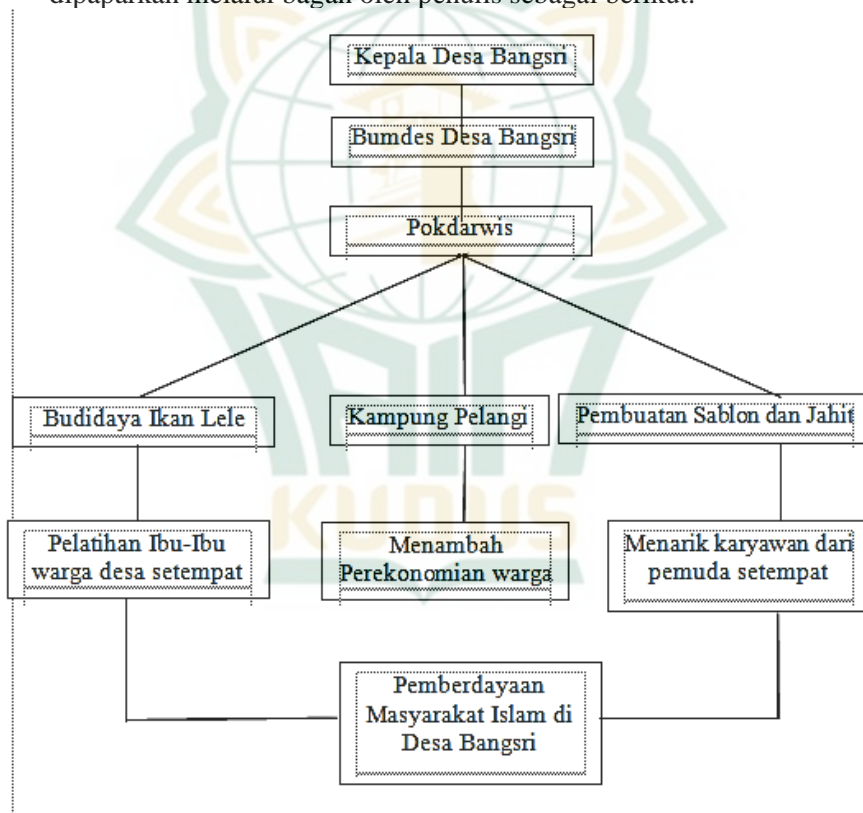 dipaparkan melalui bagan oleh penulis sebagai berikut:
Kepala Desa Bangsri
Bumdes Desa Bangsri
Pokdarwis
Budidaya Ikan Lele
Kampung Pelangi
Pembuatan Sablon dan Jahit
Pelatihan Ibu-Ibu
warga desa setempat
Menambah
Perekonomian warga
Menarik karyawan dari
pemuda setempat
KUDUS
Pemberdayaan
Masyarakat Islam di
Desa Bangsri